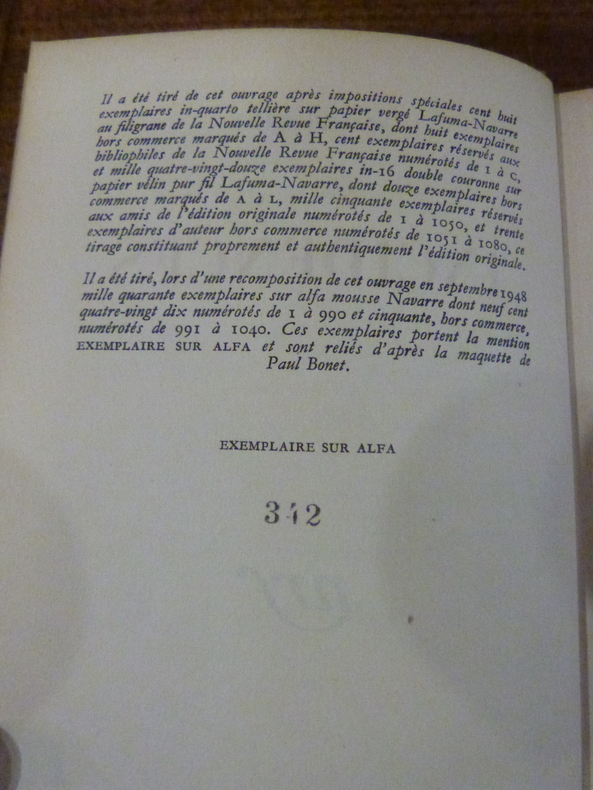 Il a été tiré de cet ouvrage après impositions spéciales cent huit
exemplaires in-quarto tellière sur papier vergé Lafuma-Navarre
au filigrane de la Nouvelle Revue Française, dont huit exemplaires
hors commerce marqués de A à H, cent exemplaires réservés aux
bibliophiles de la Nouvelle Revue Française numérotés de I à C,
et mille quatre-vingt-douze exemplaires in-16 double couronne sur
papier vélin pur fil Lafuma-Navarre, dont douze exemplaires hors
commerce marqués de A à L, mille cinquante exemplaires réservés
aux amis de l'édition originale numérotés de 1 à 1050, et trente
exemplaires d'auteur hors commerce numérotés de 1051 à 1080, ce
tirage constituant proprement et authentiquement l'édition originale.
Il a été tiré, lors d'une recomposition de cet ouvrage en septembre 1948
mille quarante exemplaires sur alfa mousse Navarre dont neuf cent
quatre-vingt dix numérotés de 1 à 990 et cinquante, hors commerce,
numérotés de 991 à 1040. Ces exemplaires portent la mention
EXEMPLAIRE SUR ALFA et sont reliés d'après la maquette de
Paul Bonet.
EXEMPLAIRE SUR ALFA
342